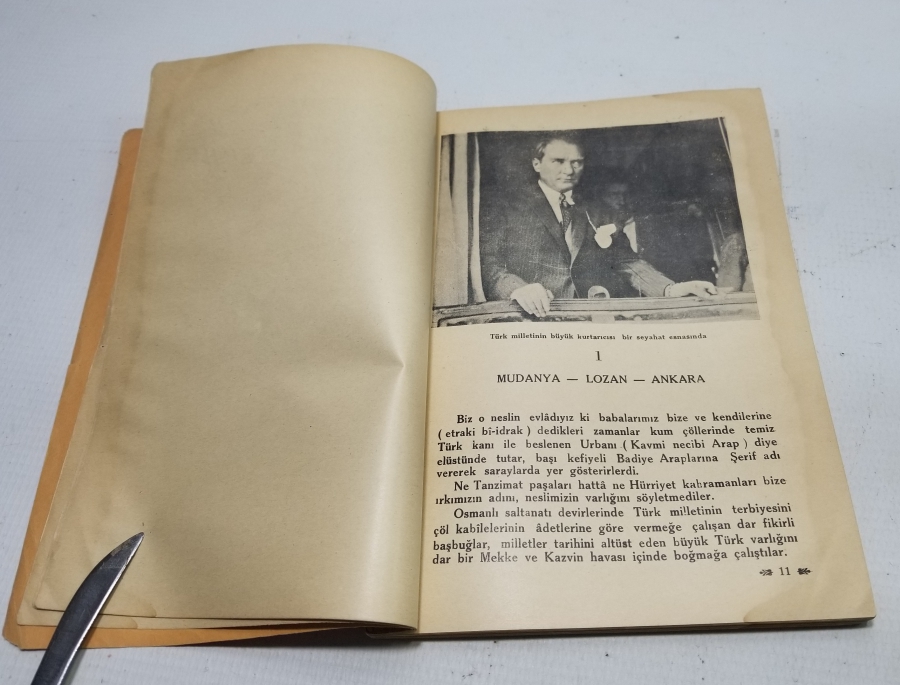 Türk milletinin büyük kurtarıcısı bir seyahat esnasında
1
MUDANYA — LOZAN — ANKARA
Biz o neslin evlâdıyız ki babalarımız bize ve kendilerine
( etraki bî-idrak ) dedikleri zamanlar kum çöllerinde temiz
Türk kanı ile beslenen Urbanı ( Kavmi necibi Arap ) diye
elüstünde tutar, başı kefiyeli Badiye Araplarına Şerif adı
vererek saraylarda yer gösterirlerdi.
Ne Tanzimat paşaları hattâ ne Hürriyet kahramanları bize
ırkımızın adını, neslimizin varlığını söyletmediler.
Osmanlı saltanatı devirlerinde Türk milletinin terbiyesini
çöl kabîlelerinin âdetlerine göre vermeğe çalışan dar fikirli
başbuğlar, milletler tarihini altüst eden büyük Türk varlığını
dar bir Mekke ve Kazvin havası içinde boğmağa çalıştılar.
11